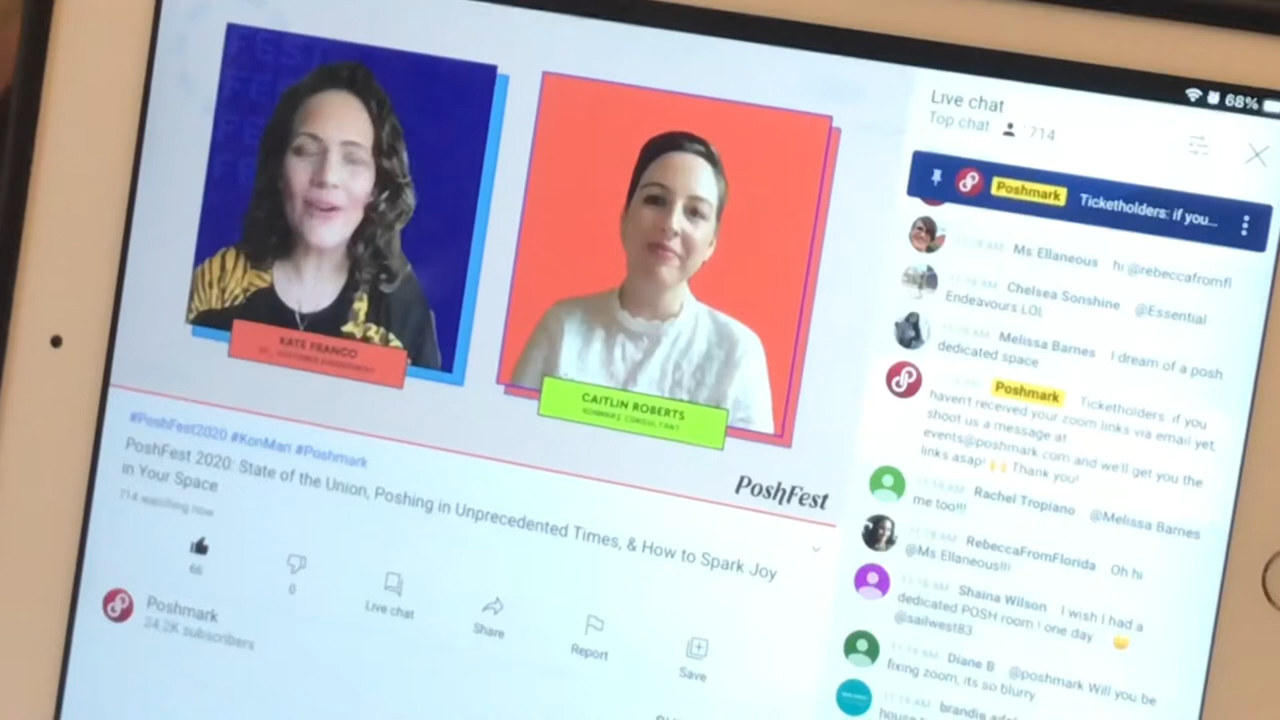 68%
Live chat
Top chat 714
Poshmark Ticketholders: if you...
Ms Ellaneous hi @rebeccafromfl
Chelsea Sonshine @Essential
Endeavours LOL
Melissa Barnes I dream of a posh
dedicated space
Poshmark Ticketholders if you
haven't received your zoom links via email yet,
shoot us a message at
events@poshmark.com and we'll get you the
links asap! 🙌 Thank you!
Rachel Tropiano @Melissa Barnes
me too!!!
RebeccaFromFlorida Oh hi
@Ms Ellaneous!!!
Shaina Wilson I wish I had a
dedicated POSH room ! one day
@sailwest83
Diane B @poshmark Will you be
fixing zoom, its so blurry
KATE FRANCO
CAITLIN ROBERTS
KONMARI CONSULTANT
PoshFest
#PoshFest2020 #KonMari #Poshmark
PoshFest 2020: State of the Union, Poshing in Unprecedented Times, & How to Spark Joy
in Your Space
714 watching now
66
0
Live chat
Share
Report
Save
Poshmark
24.2K subscribers